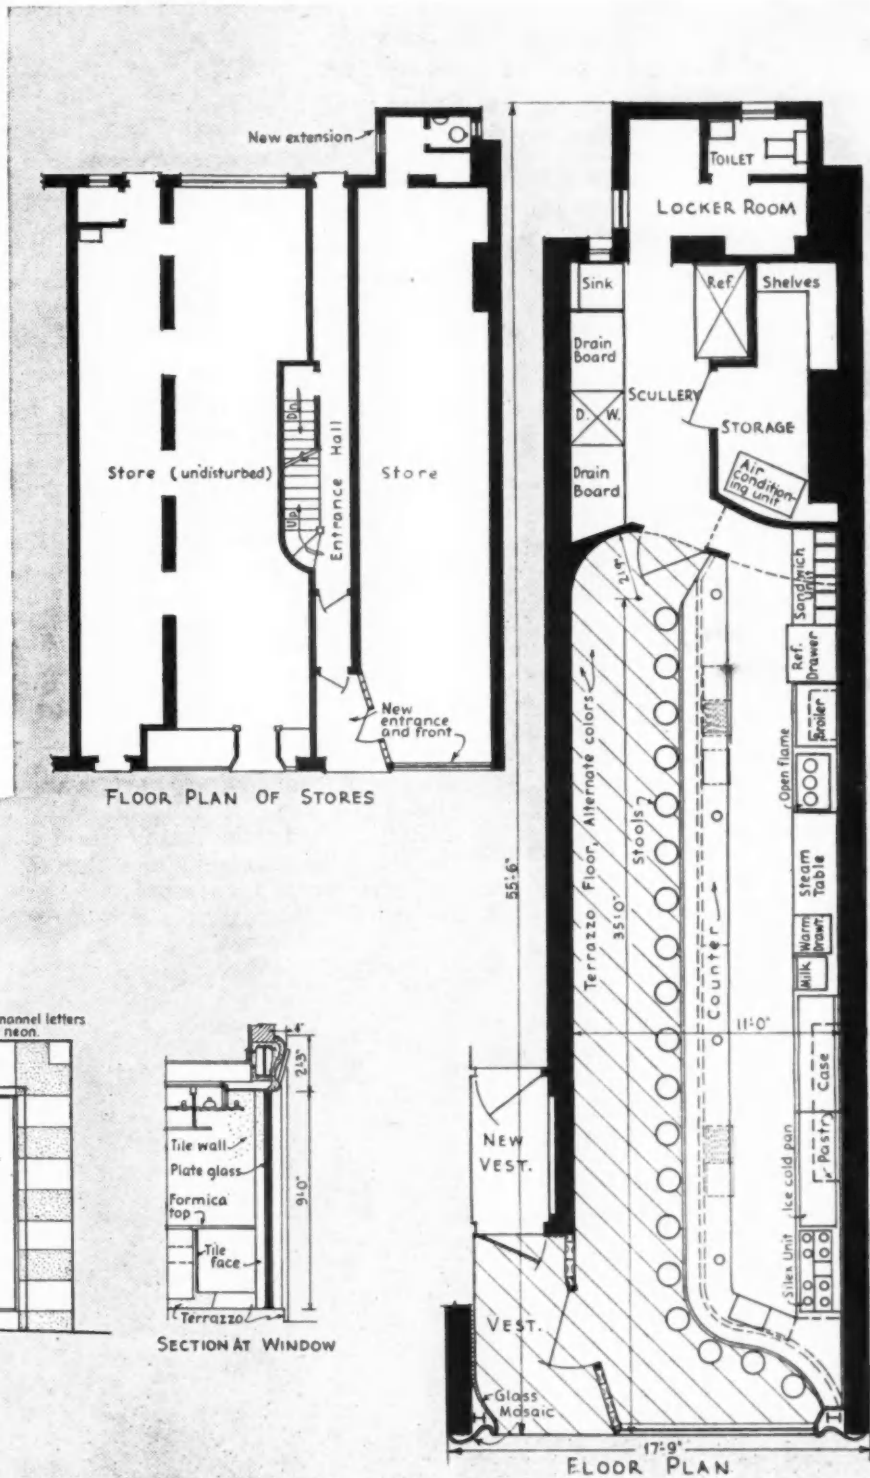 New extension
Store (undisturbed)
Dn.
Up
Entrance Hall
Store
New
entrance
and front
FLOOR PLAN OF STORES
TOILET
LOCKER ROOM
Sink
Ref.
Shelves
Drain
Board
SCULLERY
D. W.
STORAGE
Drain
Board
Air
condition-
ing unit
2'-9"
Sandwich
unit
Ref.
Drawer
Broiler
Open flame
Terrazzo Floor, Alternate colors
Stools
55'-6"
35'-0"
Counter
Steam
Table
Warm
Drawr.
Milk
11'-0"
Case
Pastry
Ice cold pan
Silex Unit
NEW
VEST.
VEST.
Glass
Mosaic
17'-9"
FLOOR PLAN
channel letters
neon.
4"
2'-3"
Tile wall
Plate glass
9'-0"
Formica
top
Tile
face
Terrazzo
SECTION AT WINDOW